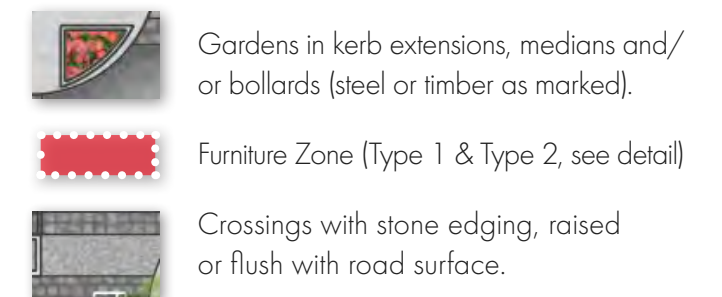 Gardens in kerb extensions, medians and/
or bollards (steel or timber as marked).
Furniture Zone (Type 1 & Type 2, see detail)
Crossings with stone edging, raised
or flush with road surface.